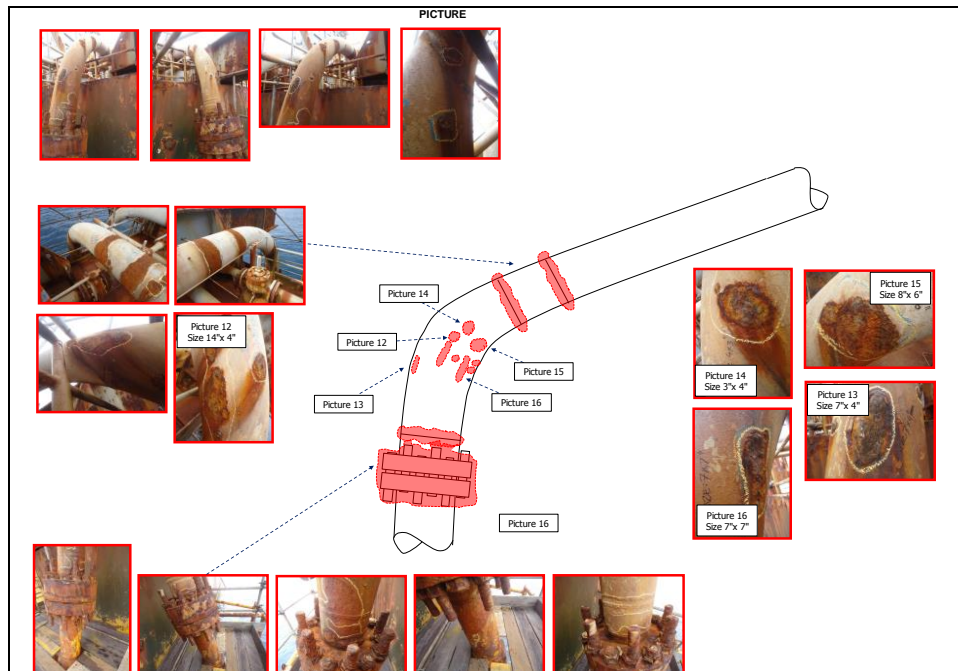 PICTURE
Picture 12
Size 14"x 4"
Picture 14
Picture 12
Picture 13
Picture 15
Picture 16
Picture 16
Picture 14
Size 3"x 4"
Picture 15
Size 8"x 6"
Picture 13
Size 7"x 4"
Picture 16
Size 7"x 7"